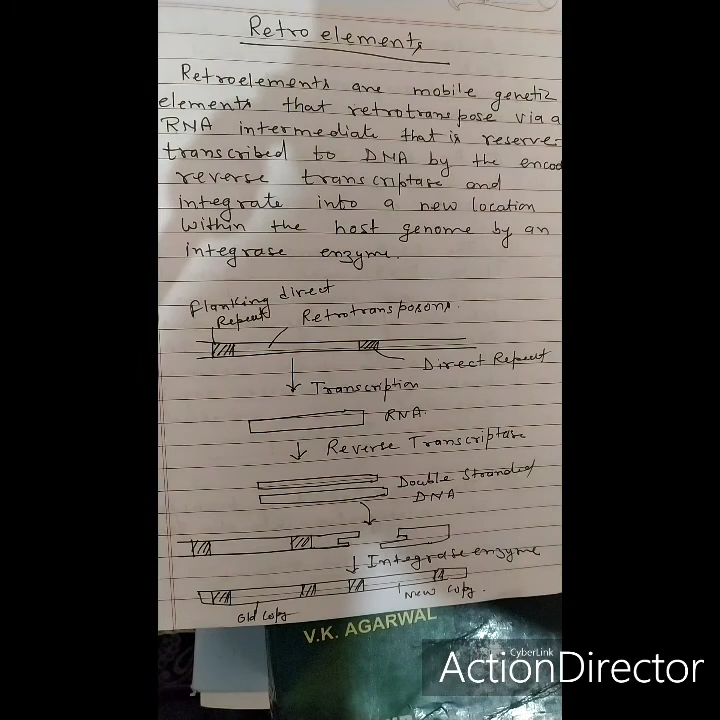 Retro elements
Retroelements are mobile genetic
elements that retrotranspose via a
RNA intermediate that is reserve-
transcribed to DNA by the encod
reverse transcriptase and
integrate into a new location
within the host genome by an
integrase enzyme.
Flanking direct
Repeat
Retrotransposons.
Direct Repeat
Transcription
RNA.
Reverse Transcriptase
Double Stranded
DNA
Integrase enzyme
New copy.
Old copy
V.K. AGARWAL
CyberLink
ActionDirector